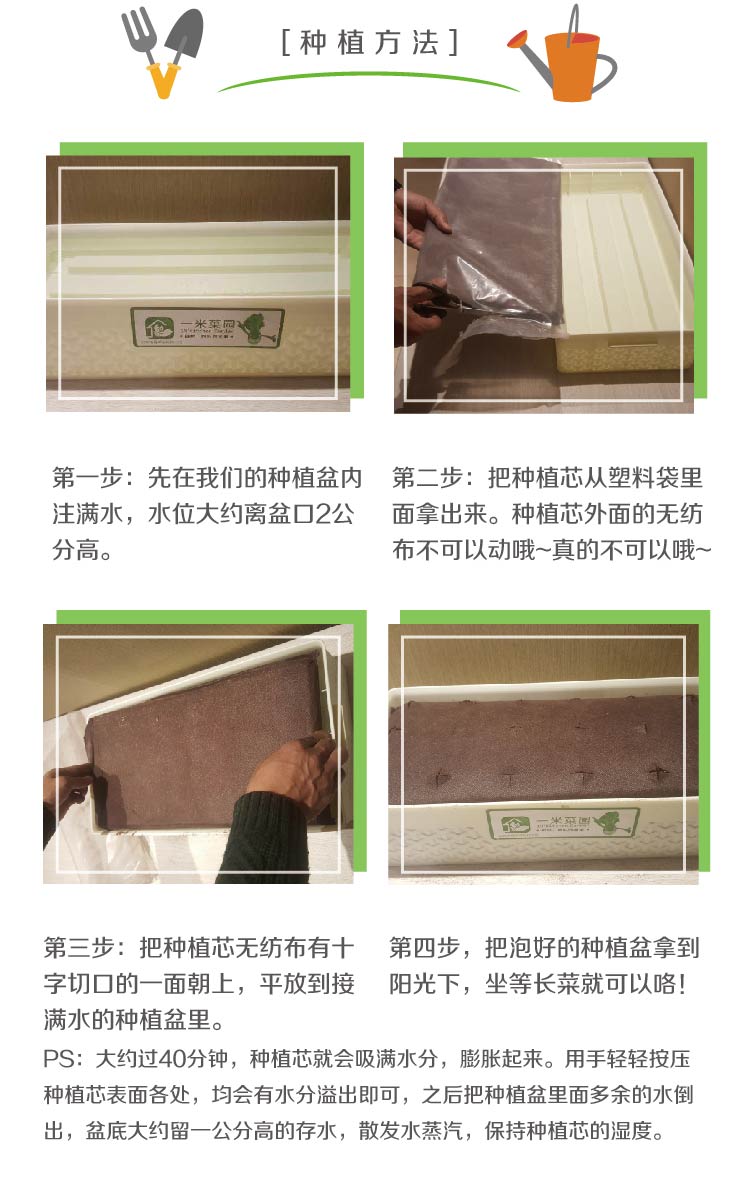 [种植方法]
一米菜园
第一步：先在我们的种植盆内
注满水，水位大约离盆口2公
分高。
第二步：把种植芯从塑料袋里
面拿出来。种植芯外面的无纺
布不可以动哦~真的不可以哦~
一米菜园
第三步：把种植芯无纺布有十
字切口的一面朝上，平放到接
满水的种植盆里。
第四步，把泡好的种植盆拿到
阳光下，坐等长菜就可以咯！
PS：大约过40分钟，种植芯就会吸满水分，膨胀起来。用手轻轻按压
种植芯表面各处，均会有水分溢出即可，之后把种植盆里面多余的水倒
出，盆底大约留一公分高的存水，散发水蒸汽，保持种植芯的湿度。